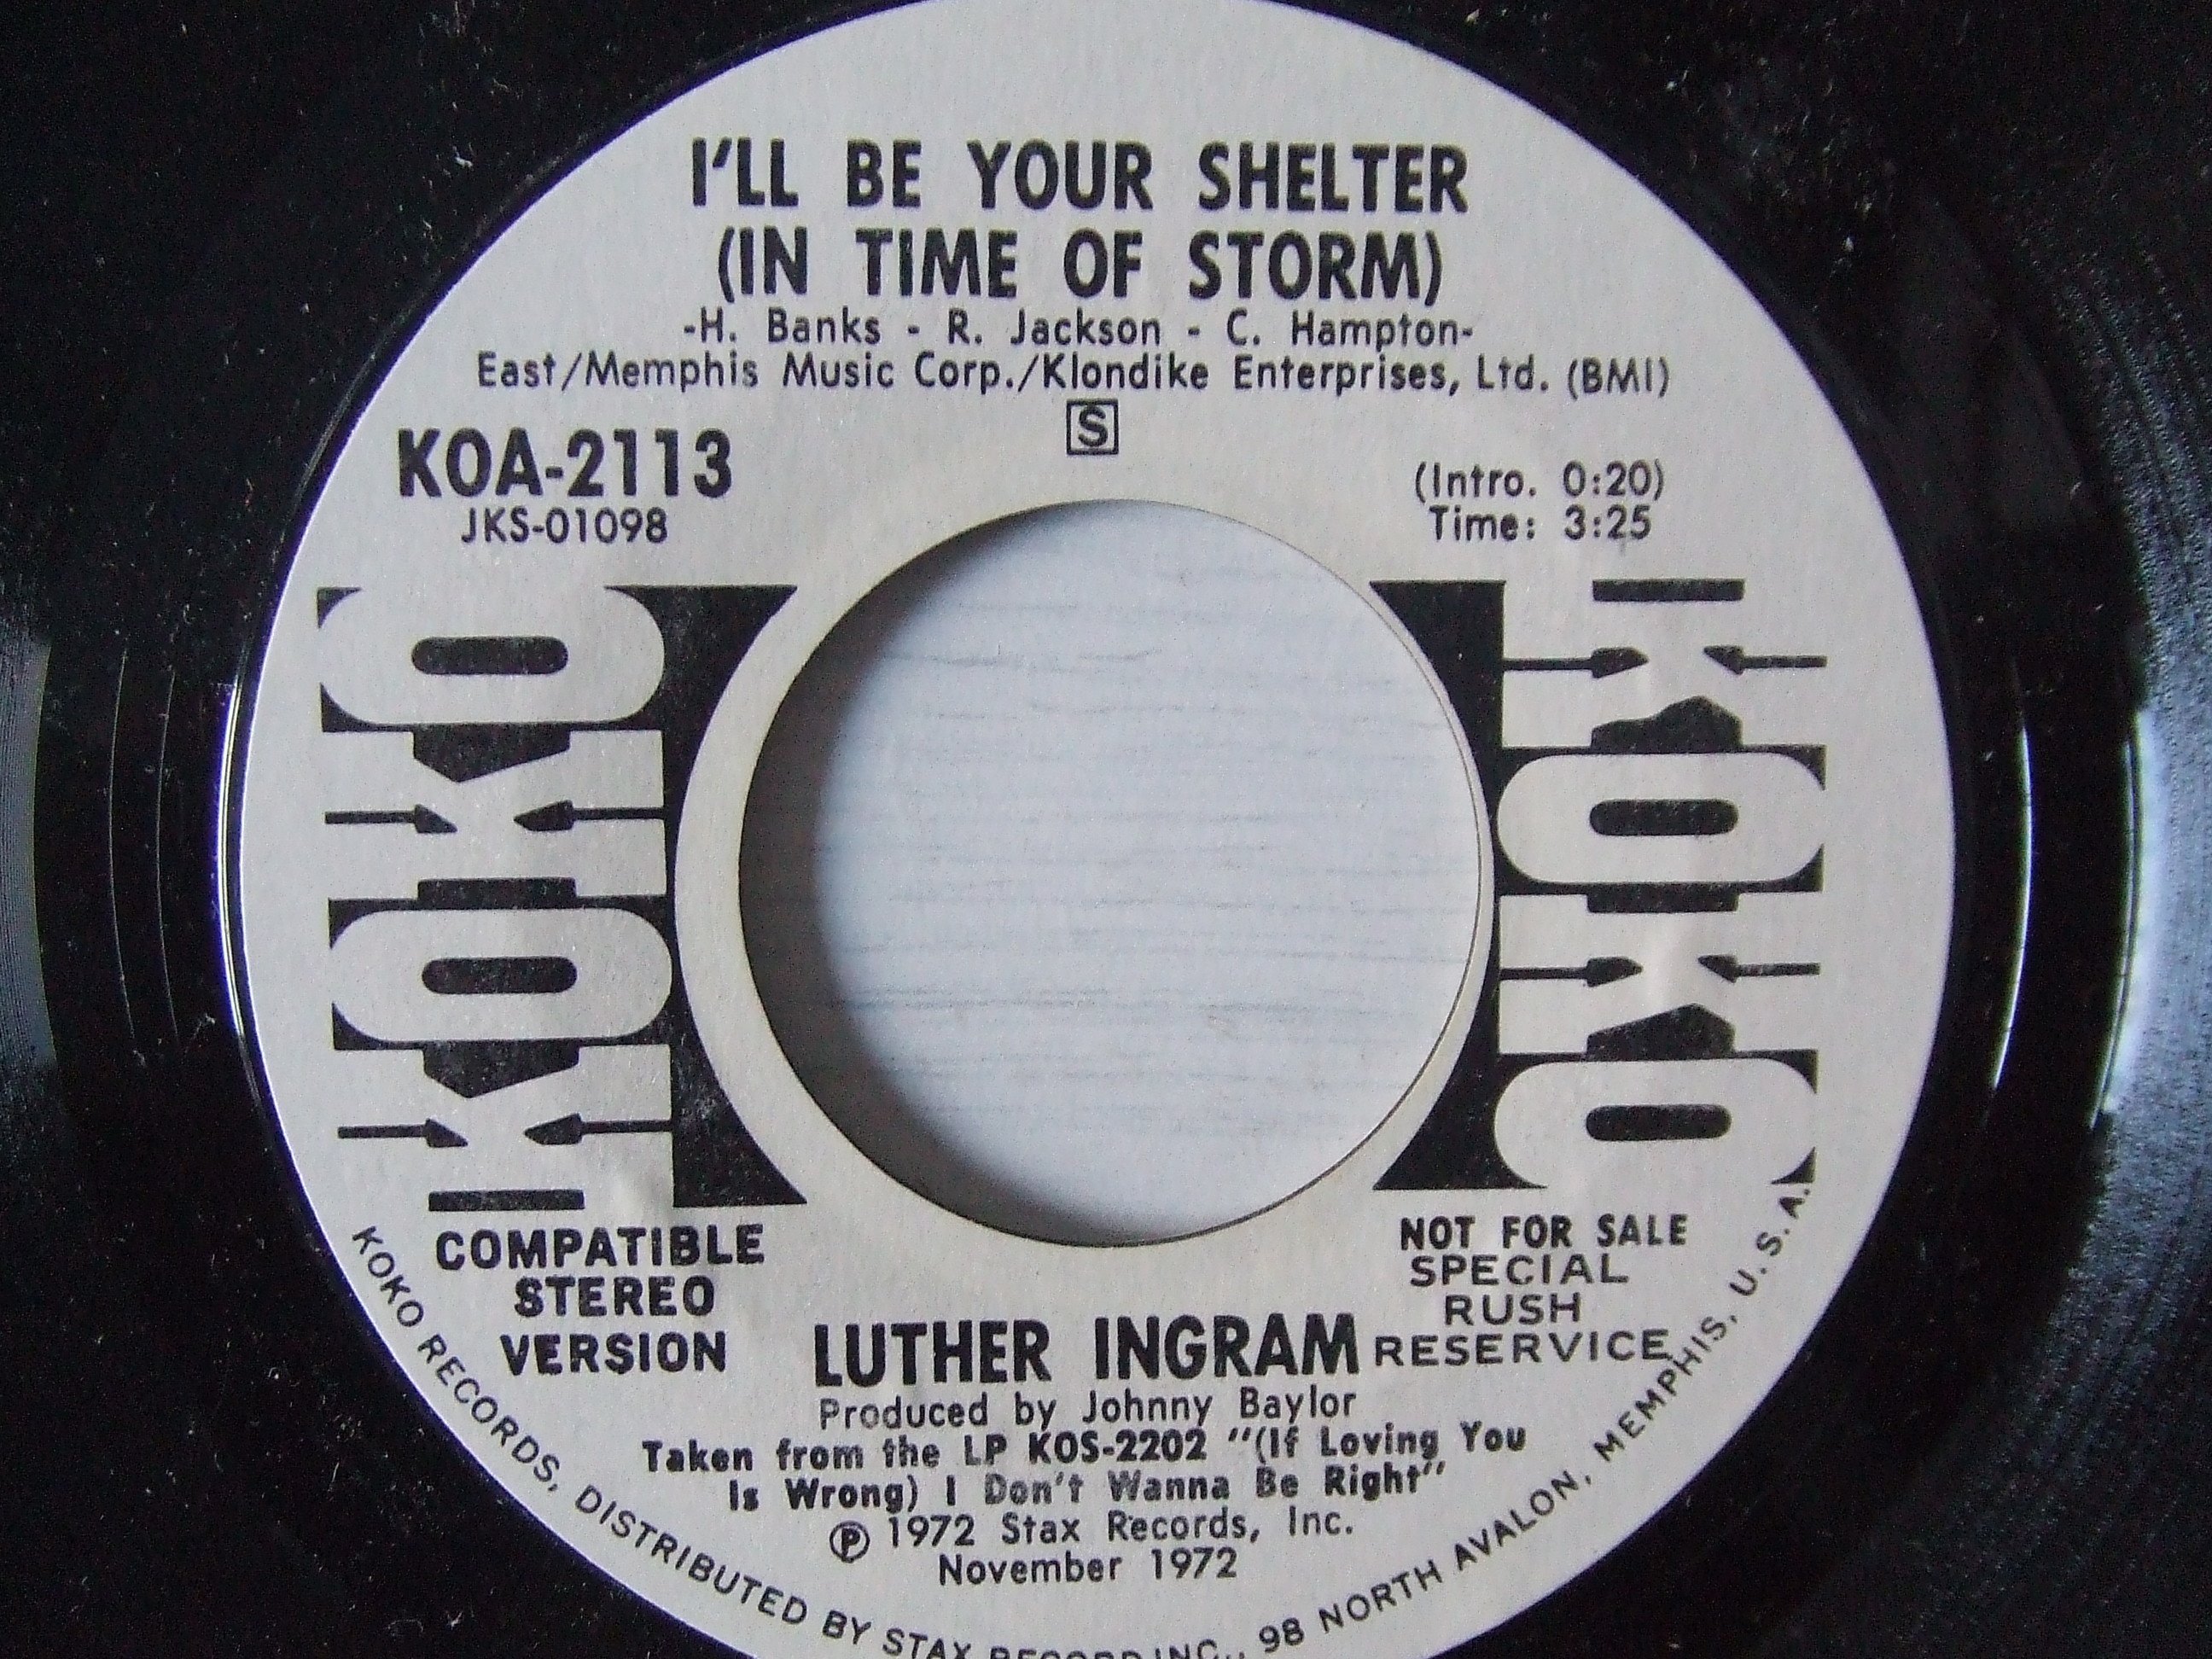 I'LL BE YOUR SHELTER
(IN TIME OF STORM)
-H. Banks - R. Jackson - C. Hampton-
East/Memphis Music Corp./Klondike Enterprises, Ltd. (BMI)
S
KOA-2113
JKS-01098
(Intro. 0:20)
Time: 3:25
KOKO
KOKO
COMPATIBLE
STEREO
VERSION
NOT FOR SALE
SPECIAL
RUSH
RESERVICE
LUTHER INGRAM
Produced by Johnny Baylor
Taken from the LP KOS-2202 "(If Loving You
Is Wrong) I Don't Wanna Be Right"
Ⓟ 1972 Stax Records, Inc.
November 1972
KOKO RECORDS, DISTRIBUTED BY STAX RECORD INC., 98 NORTH AVALON, MEMPHIS, U.S.A.